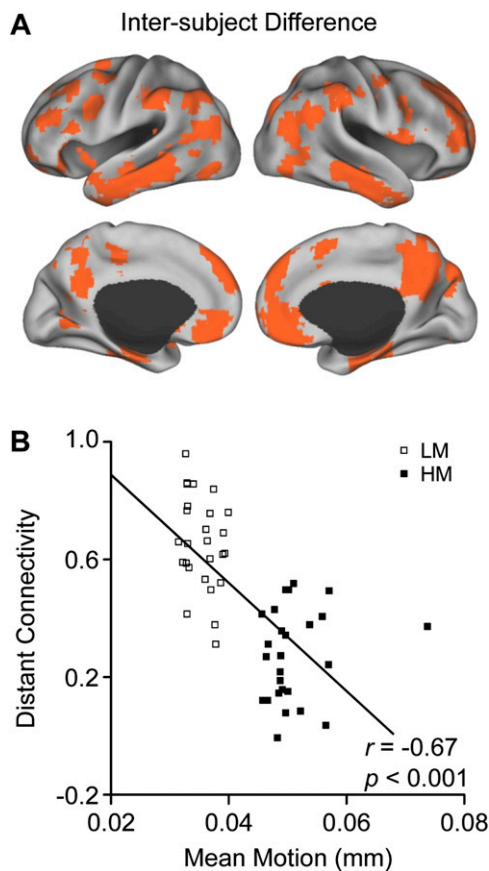 A Inter-subject Difference
B
1.0
0.6
0.2
-0.2
Distant Connectivity
LM
HM
r = -0.67
p < 0.001
0.02 0.04 0.06 0.08
Mean Motion (mm)